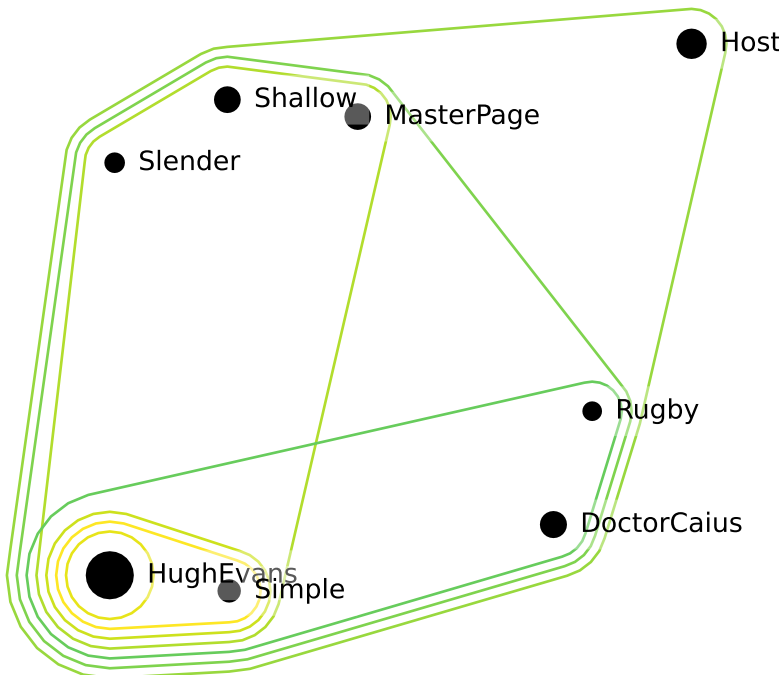 Host
Shallow
MasterPage
Slender
Rugby
DoctorCaius
HughEvans
Simple